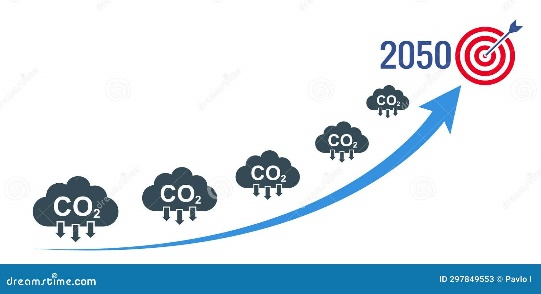 2050
CO₂
CO₂
CO₂
CO₂
CO₂
dreamstime.com
ID 297849553 © Pavlo I